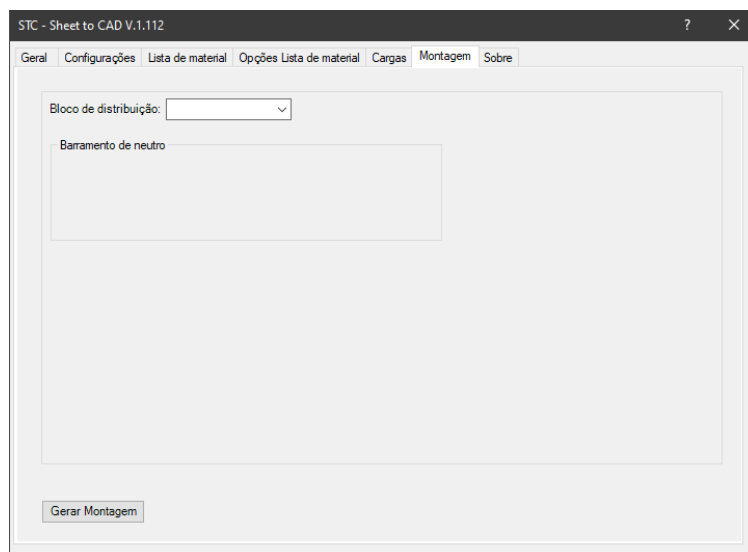 STC - Sheet to CAD V.1.112 ?
Geral Configurações Lista de material Opções Lista de material Cargas Montagem Sobre
Bloco de distribuição:
Barramento de neutro
Gerar Montagem